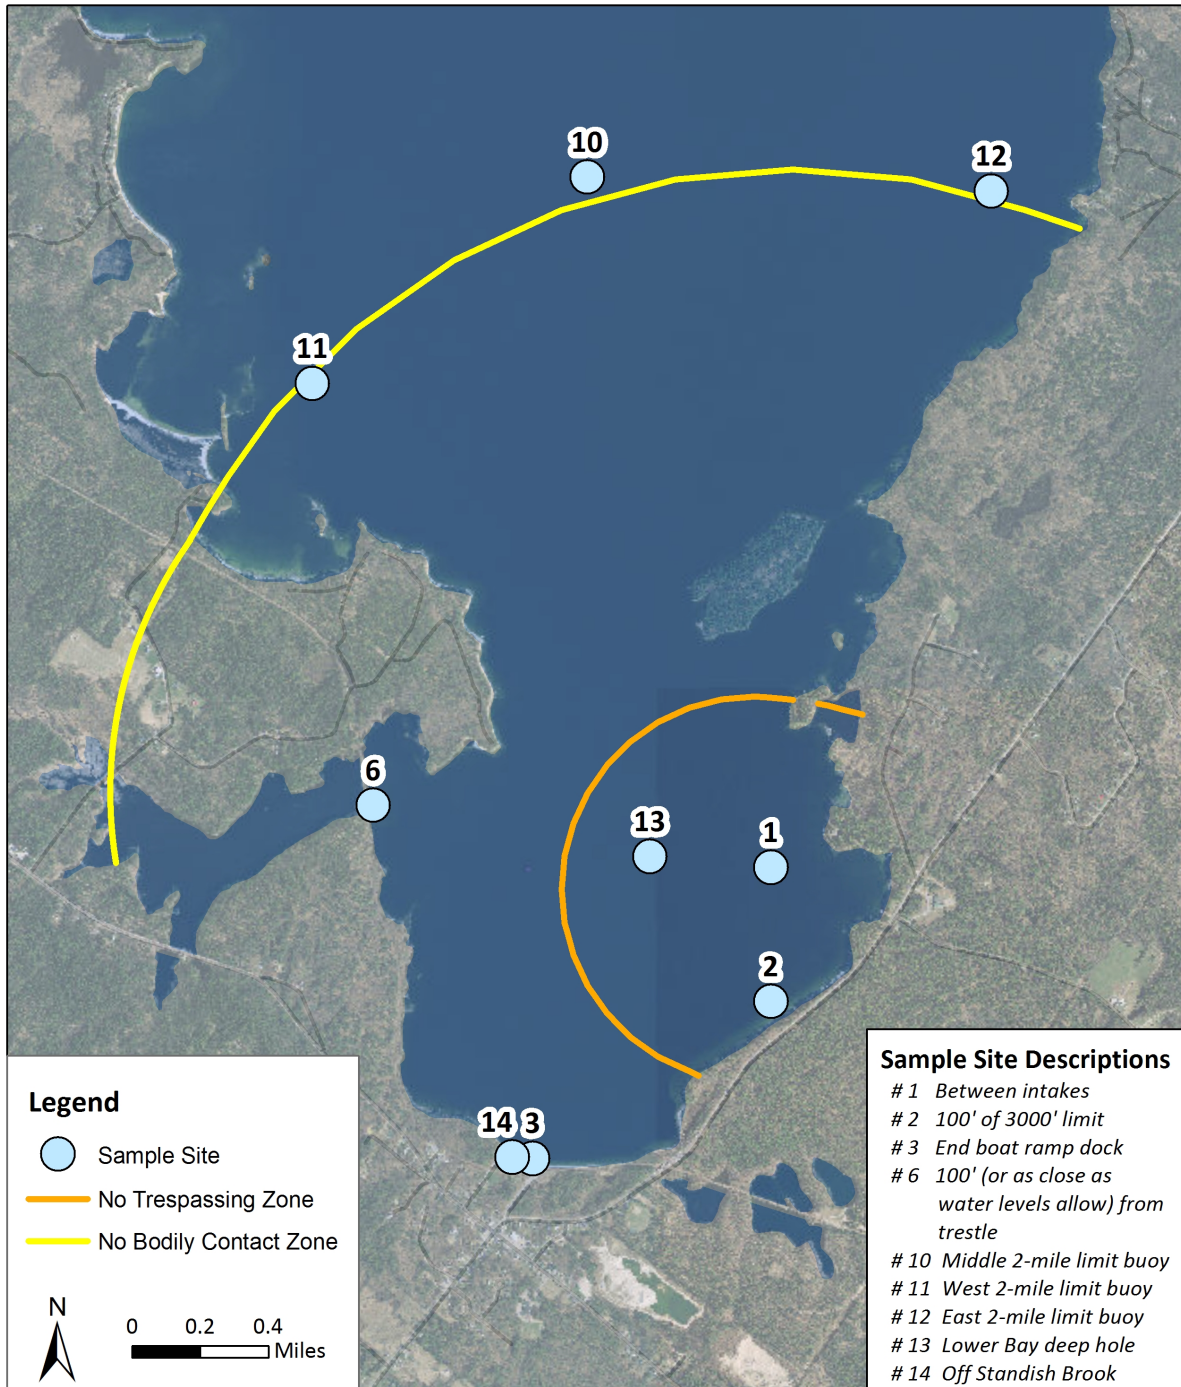 10
12
11
6
13
1
2
14
3
Legend
Sample Site
No Trespassing Zone
No Bodily Contact Zone
N
0 0.2 0.4
Miles
Sample Site Descriptions
# 1 Between intakes
# 2 100' of 3000' limit
# 3 End boat ramp dock
# 6 100' (or as close as
water levels allow) from
trestle
# 10 Middle 2-mile limit buoy
# 11 West 2-mile limit buoy
# 12 East 2-mile limit buoy
# 13 Lower Bay deep hole
# 14 Off Standish Brook